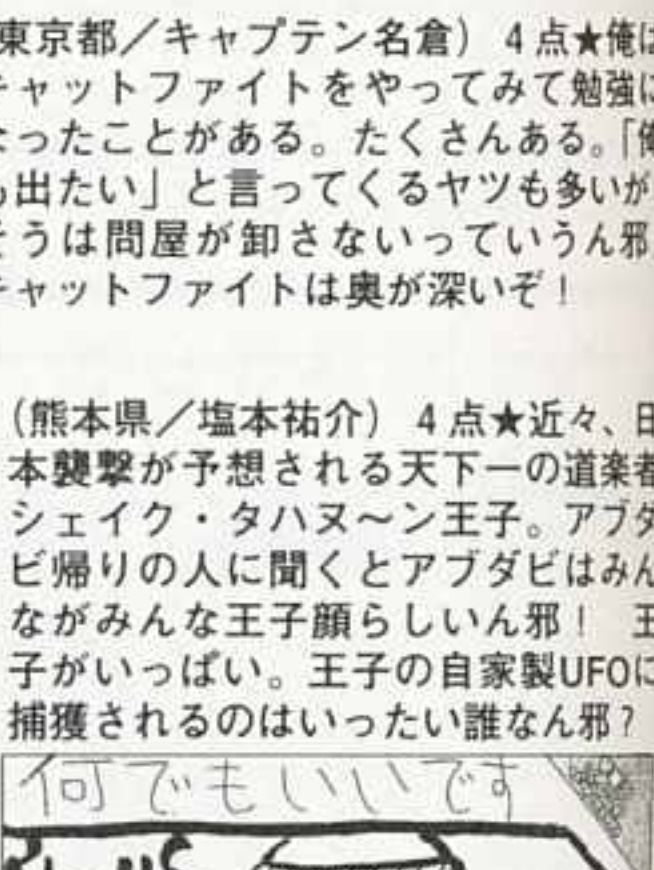 東京都／キャプテン名倉） 4点★俺は
ャットファイトをやってみて勉強に
ったことがある。たくさんある。「俺
出たい」と言ってくるヤツも多いが
そうは問屋が卸さないっていうん邪
ャットファイトは奥が深いぞ！
（熊本県／塩本祐介） 4点★近々、日
本襲撃が予想される天下一の道楽者
シェイク・タハヌ〜ン王子。アブダ
ビ帰りの人に聞くとアブダビはみん
ながみんな王子顔らしいん邪！ 王
子がいっぱい。王子の自家製UFOに
捕獲されるのはいったい誰なん邪？
何でもいいです